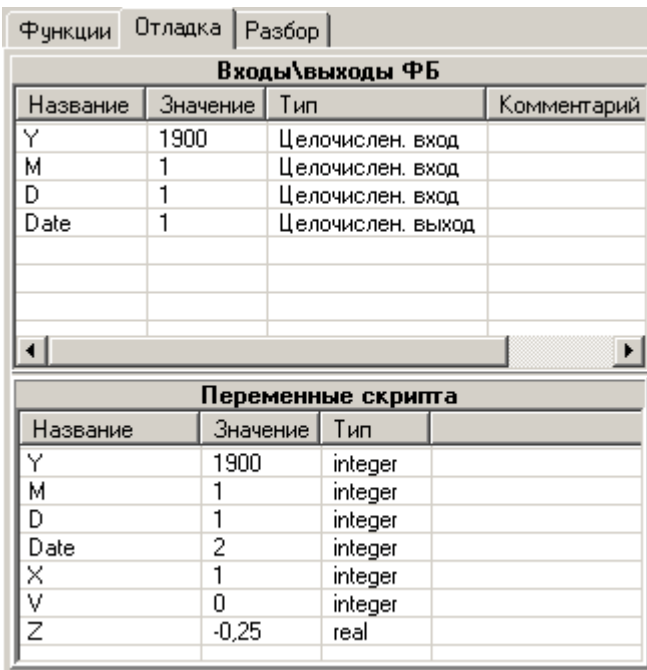 Функции Отладка Разбор
Входы\выходы ФБ
Название Значение Тип Комментарий
Y 1900 Целочислен. вход
M 1 Целочислен. вход
D 1 Целочислен. вход
Date 1 Целочислен. выход
Переменные скрипта
Название Значение Тип
Y 1900 integer
M 1 integer
D 1 integer
Date 2 integer
X 1 integer
V 0 integer
Z -0,25 real